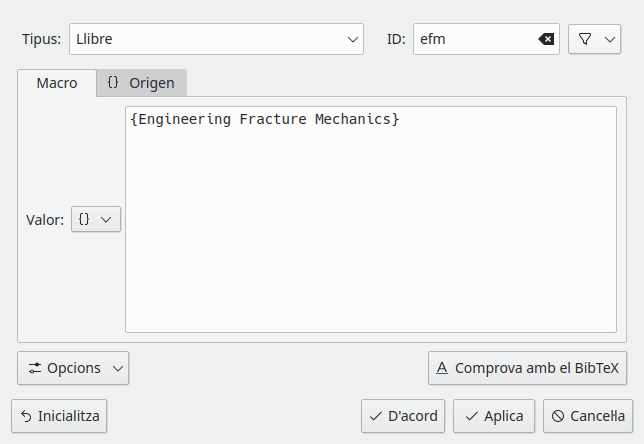 Tipus: Llibre ID: efm
Macro {} Origen
{Engineering Fracture Mechanics}
Valor: {}
Opcions A Comprova amb el BibTeX
Inicialitza D'acord Aplica Canceŀla